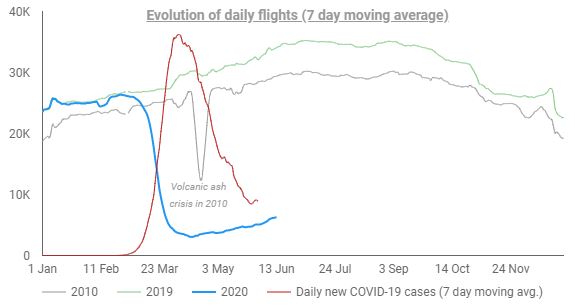 Evolution of daily flights (7 day moving average)
40K
30K
20K
10K
0
Volcanic ash
crisis in 2010
1 Jan 11 Feb 23 Mar 3 May 13 Jun 24 Jul 3 Sep 14 Oct 24 Nov
2010 2019 2020 Daily new COVID-19 cases (7 day moving avg.)